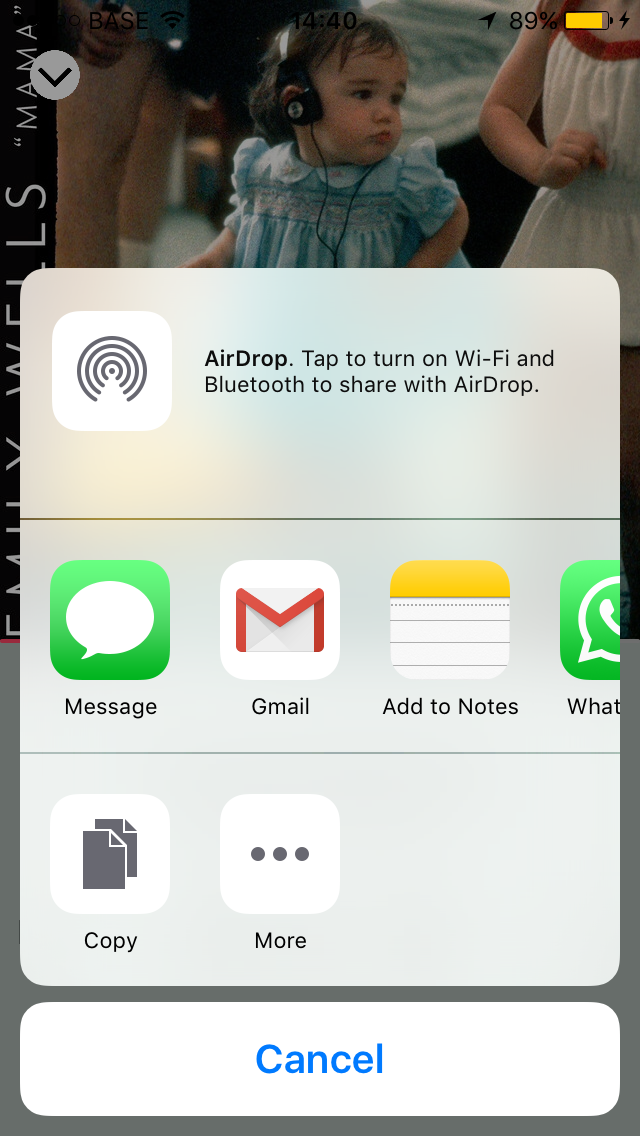 BASE 14:40 89%
EMILY WELLS "MAMA"
AirDrop. Tap to turn on Wi-Fi and
Bluetooth to share with AirDrop.
Message Gmail Add to Notes What
Copy More
Cancel